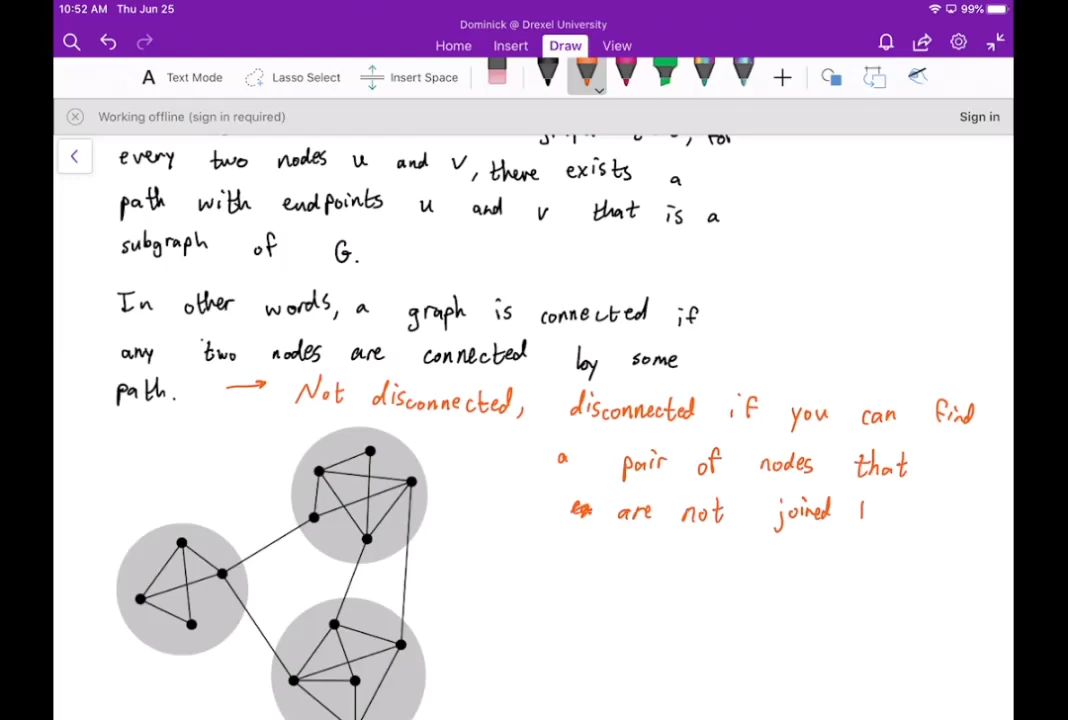 10:52 AM Thu Jun 25
99%
Dominick @ Drexel University
Home Insert Draw View
A Text Mode Lasso Select Insert Space
Working offline (sign in required) Sign in
every two nodes u and v, there exists a
path with endpoints u and v that is a
subgraph of G.
In other words, a graph is connected if
any two nodes are connected by some
path. → Not disconnected, disconnected if you can find
a pair of nodes that
are not joined